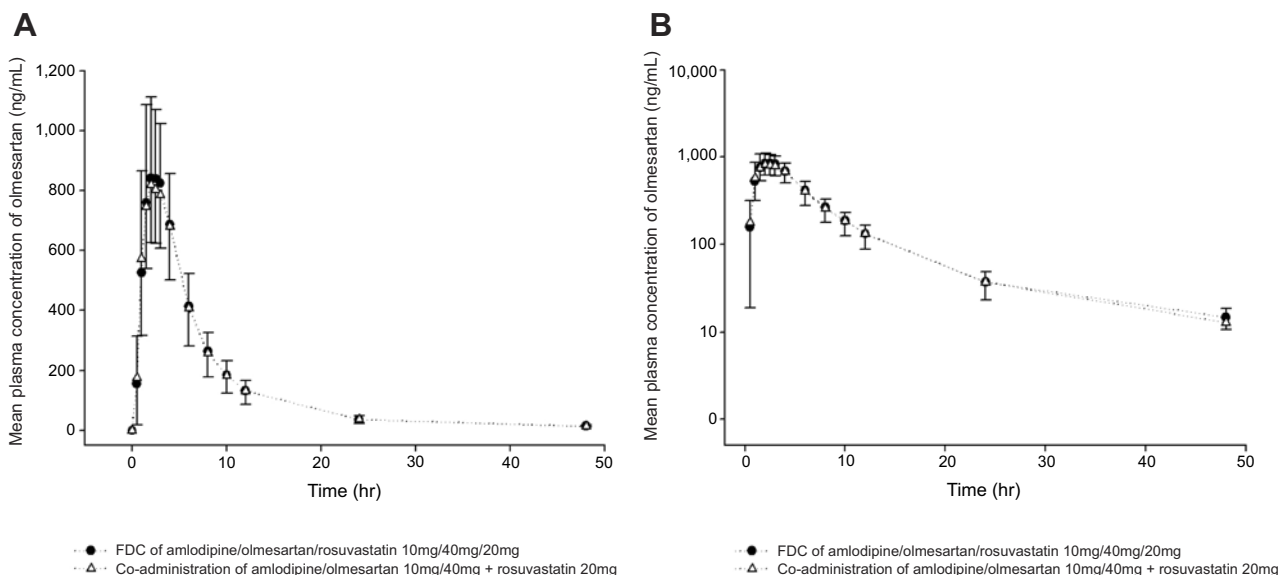 A
Mean plasma concentration of olmesartan (ng/mL)
1,200
1,000
800
600
400
200
0
0 10 20 30 40 50
Time (hr)
FDC of amlodipine/olmesartan/rosuvastatin 10mg/40mg/20mg
Co-administration of amlodipine/olmesartan 10mg/40mg + rosuvastatin 20mg
B
Mean plasma concentration of olmesartan (ng/mL)
10,000
1,000
100
10
0
0 10 20 30 40 50
Time (hr)
FDC of amlodipine/olmesartan/rosuvastatin 10mg/40mg/20mg
Co-administration of amlodipine/olmesartan 10mg/40mg + rosuvastatin 20mg